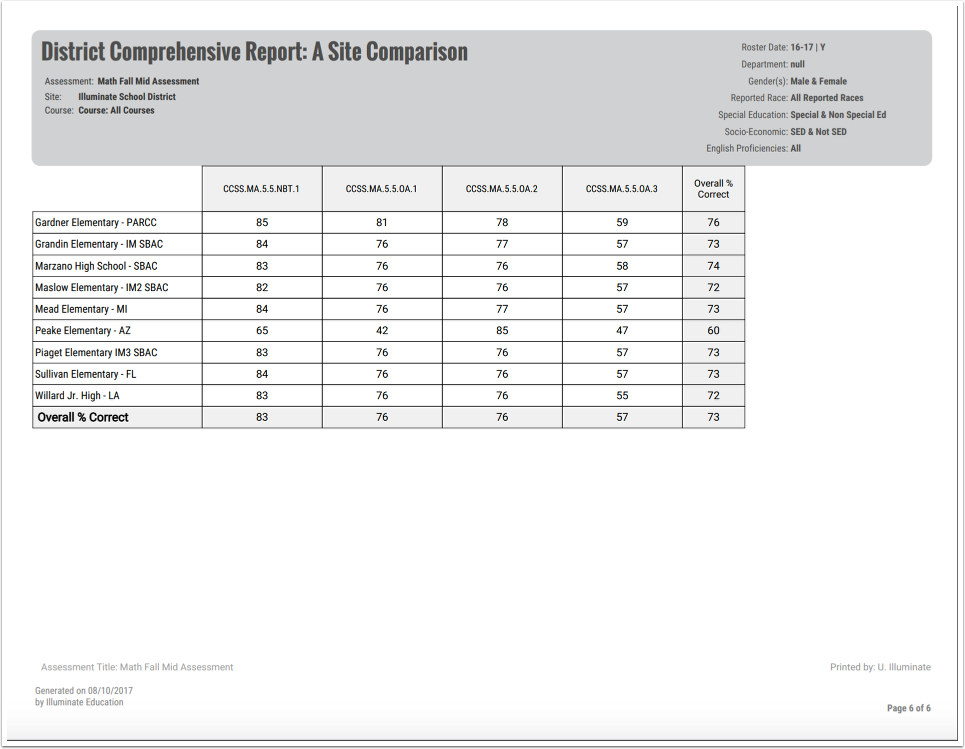 District Comprehensive Report: A Site Comparison
Assessment: Math Fall Mid Assessment
Site: Illuminate School District
Course: Course: All Courses
Roster Date: 16-17 | Y
Department: null
Gender(s): Male & Female
Reported Race: All Reported Races
Special Education: Special & Non Special Ed
Socio-Economic: SED & Not SED
English Proficiencies: All
CCSS.MA.5.5.NBT.1 CCSS.MA.5.5.OA.1 CCSS.MA.5.5.OA.2 CCSS.MA.5.5.OA.3 Overall %
Correct
Gardner Elementary - PARCC 85 81 78 59 76
Grandin Elementary - IM SBAC 84 76 77 57 73
Marzano High School - SBAC 83 76 76 58 74
Maslow Elementary - IM2 SBAC 82 76 76 57 72
Mead Elementary - MI 84 76 77 57 73
Peake Elementary - AZ 65 42 85 47 60
Piaget Elementary IM3 SBAC 83 76 76 57 73
Sullivan Elementary - FL 84 76 76 57 73
Willard Jr. High - LA 83 76 76 55 72
Overall % Correct 83 76 76 57 73
Assessment Title: Math Fall Mid Assessment
Printed by: U. Illuminate
Generated on 08/10/2017
by Illuminate Education
Page 6 of 6